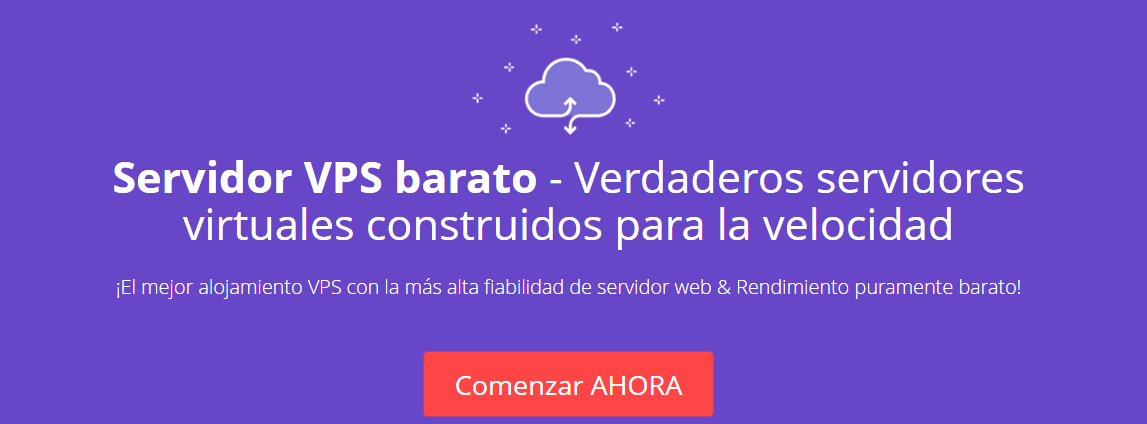 Servidor VPS barato - Verdaderos servidores
virtuales construidos para la velocidad
¡El mejor alojamiento VPS con la más alta fiabilidad de servidor web & Rendimiento puramente barato!
Comenzar AHORA